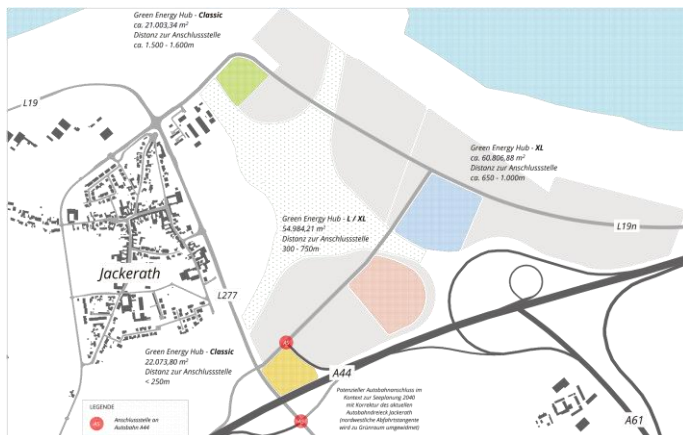 Green Energy Hub - Classic
ca. 21.003,34 m²
Distanz zur Anschlussstelle
ca. 1.500 - 1.600m
L19
Green Energy Hub - XL
ca. 60.806,88 m²
Distanz zur Anschlussstelle
ca. 650 - 1.000m
Green Energy Hub - L / XL
54.984,21 m²
Distanz zur Anschlussstelle
300 - 750m
L19n
Jackerath
L277
Green Energy Hub - Classic
22.073,80 m²
Distanz zur Anschlussstelle
< 250m
A44
Potenzieller Autobahnanschluss im
Kontext zur Seeplanung 2040
mit Korrektur des aktuellen
Autobahndreieck Jackerath
(nordwestliche Abfahrtstangente
wird zu Grünraum umgewidmet)
A61
LEGENDE
Anschlussstelle an
Autobahn A44